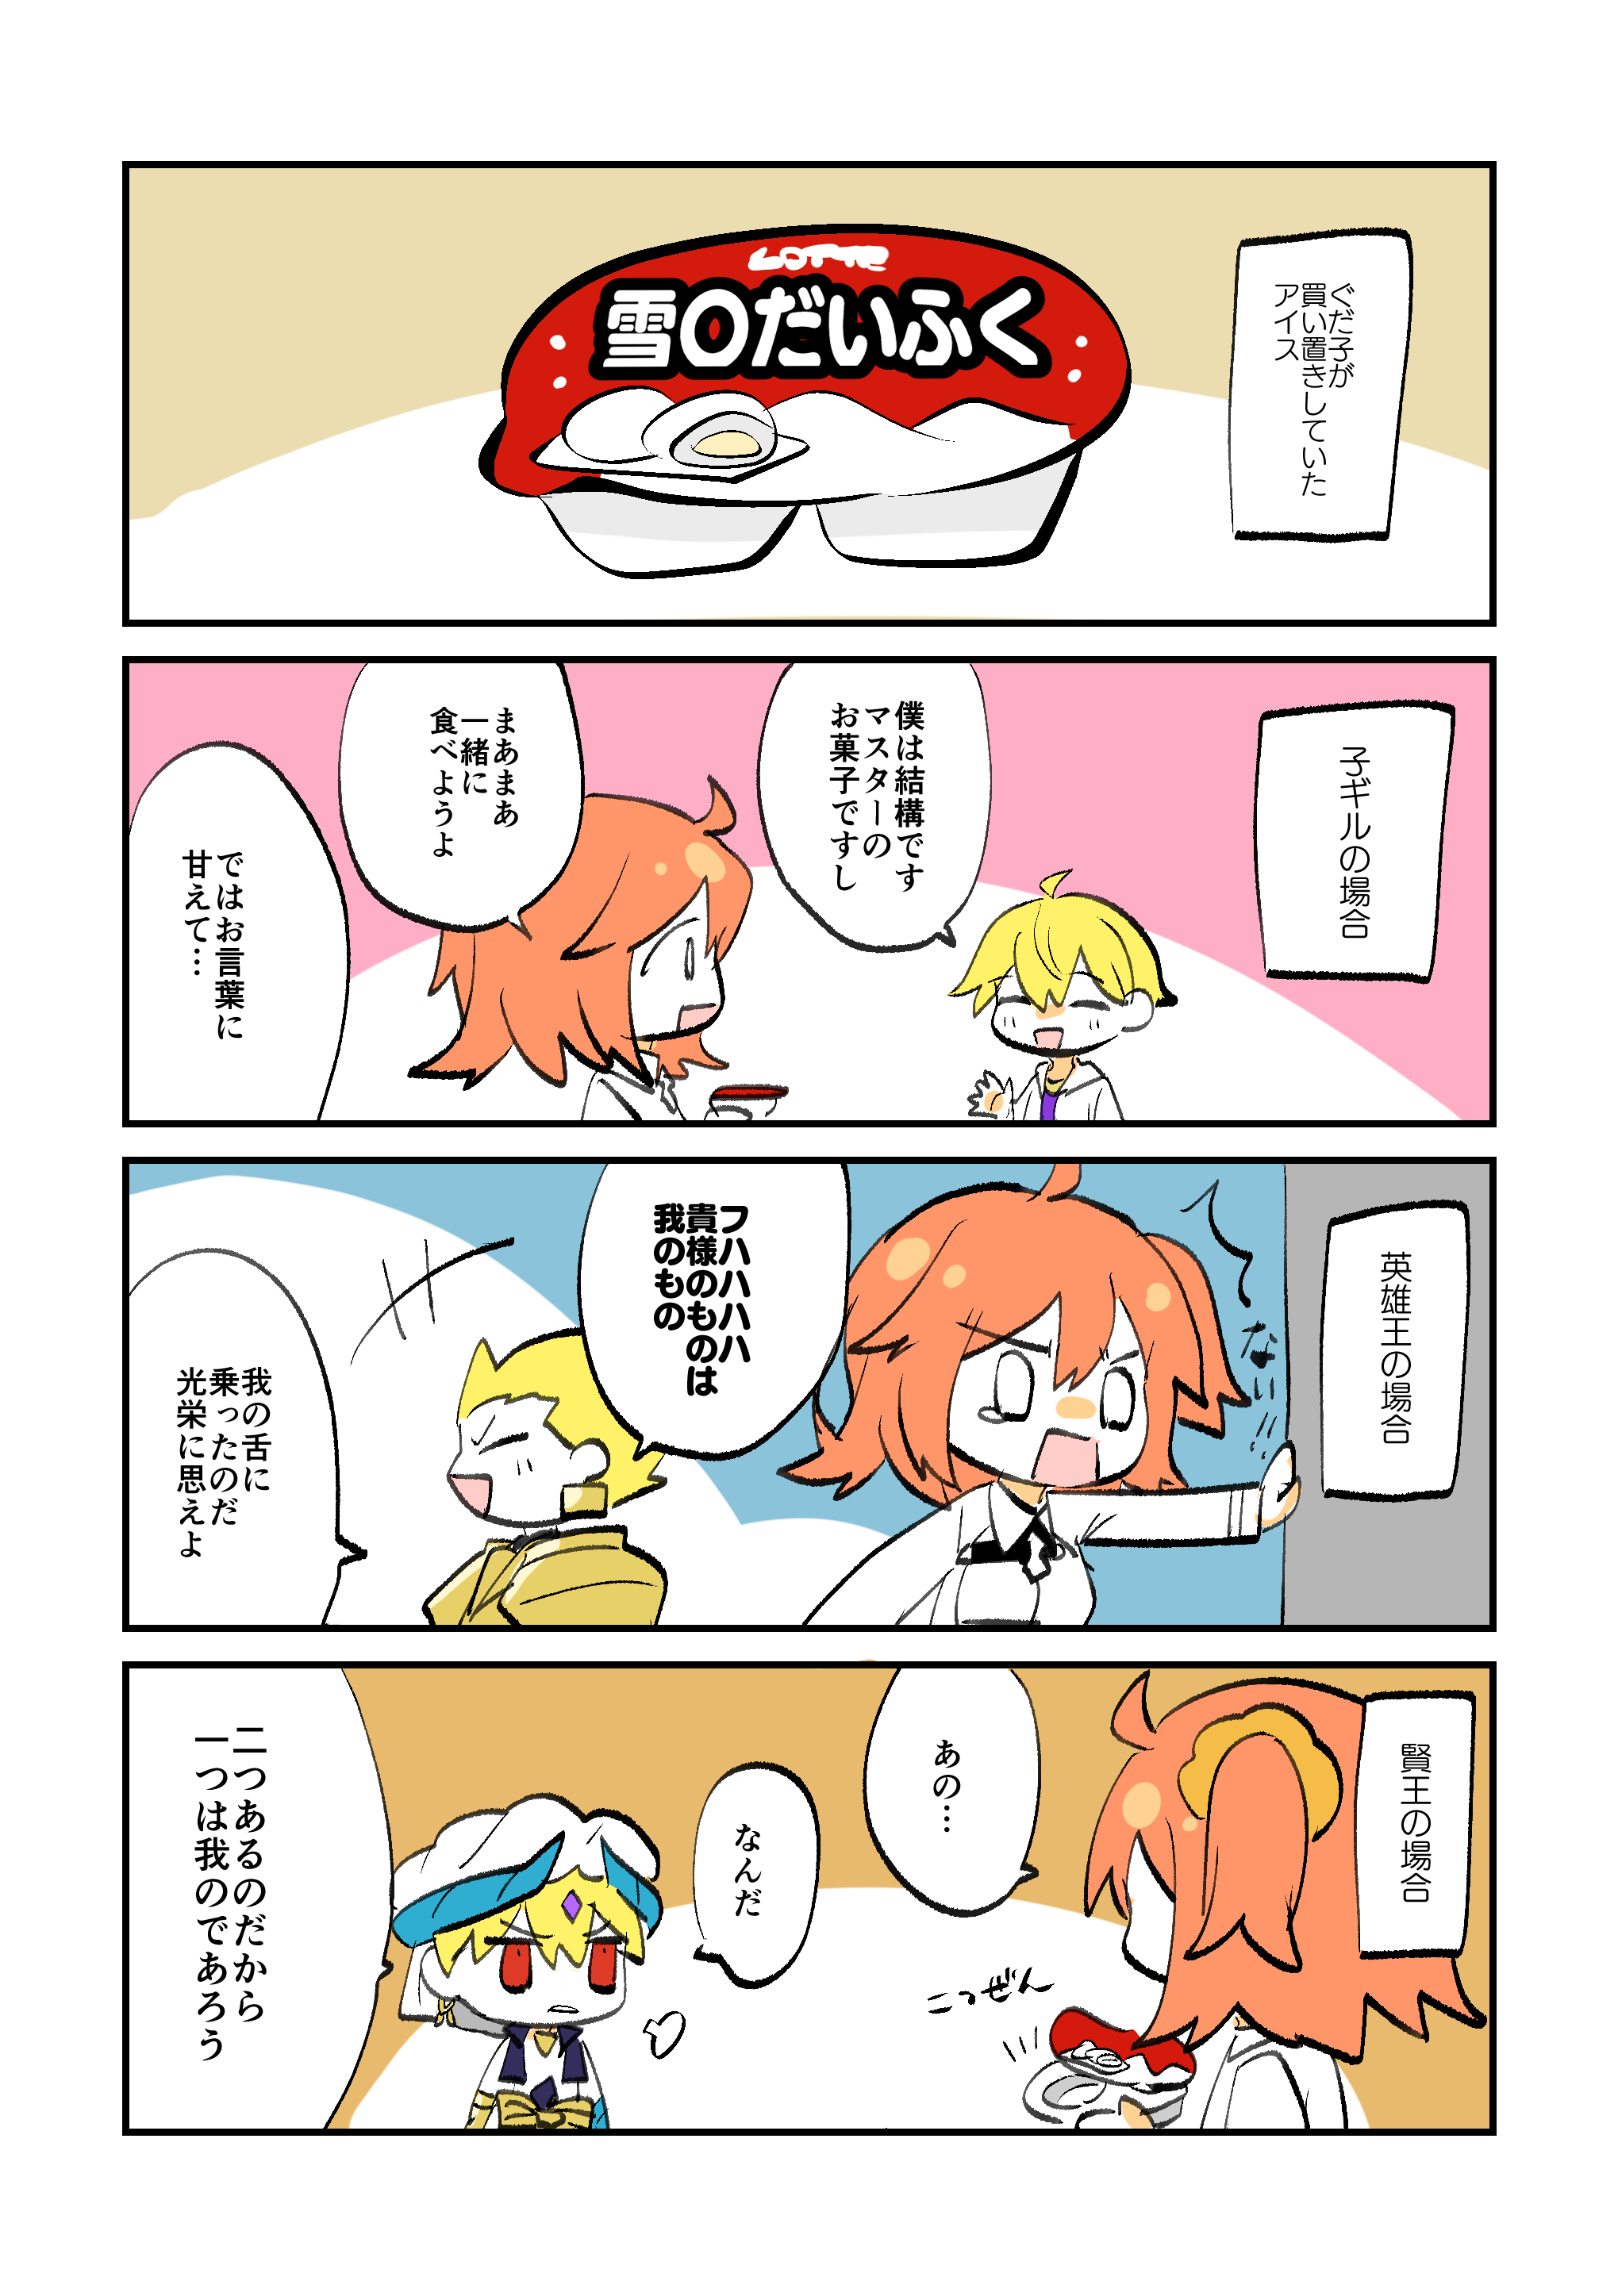 ぐだ子が
買い置きしていた
アイス
LOTTE
雪〇だいふく
子ギルの場合
僕は結構です
マスターの
お菓子ですし
まあまあ
一緒に
食べようよ
ではお言葉に
甘えて…
英雄王の場合
ない!!
フハハハハ
貴様のものは
我のもの
我の舌に
乗ったのだ
光栄に思えよ
賢王の場合
あの…
こつぜん
なんだ
二つあるのだから
一つは我のであろう